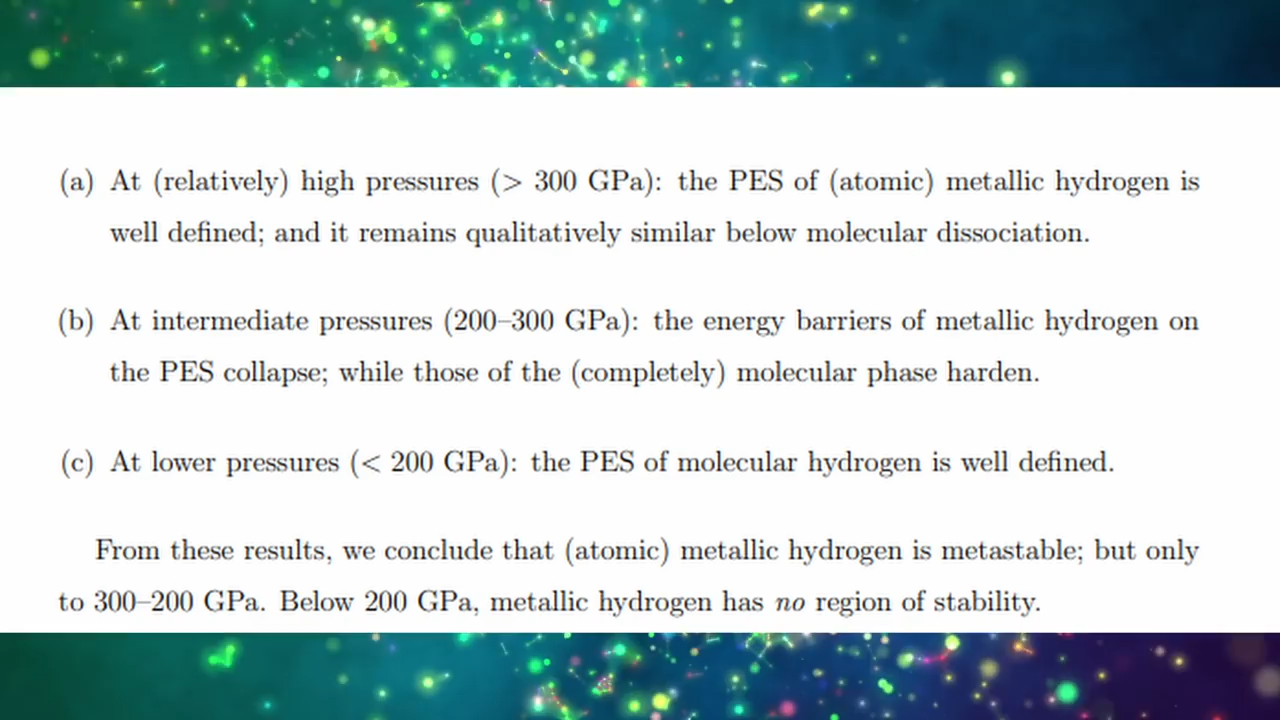 (a) At (relatively) high pressures (> 300 GPa): the PES of (atomic) metallic hydrogen is
well defined; and it remains qualitatively similar below molecular dissociation.
(b) At intermediate pressures (200–300 GPa): the energy barriers of metallic hydrogen on
the PES collapse; while those of the (completely) molecular phase harden.
(c) At lower pressures (< 200 GPa): the PES of molecular hydrogen is well defined.
From these results, we conclude that (atomic) metallic hydrogen is metastable; but only
to 300–200 GPa. Below 200 GPa, metallic hydrogen has no region of stability.